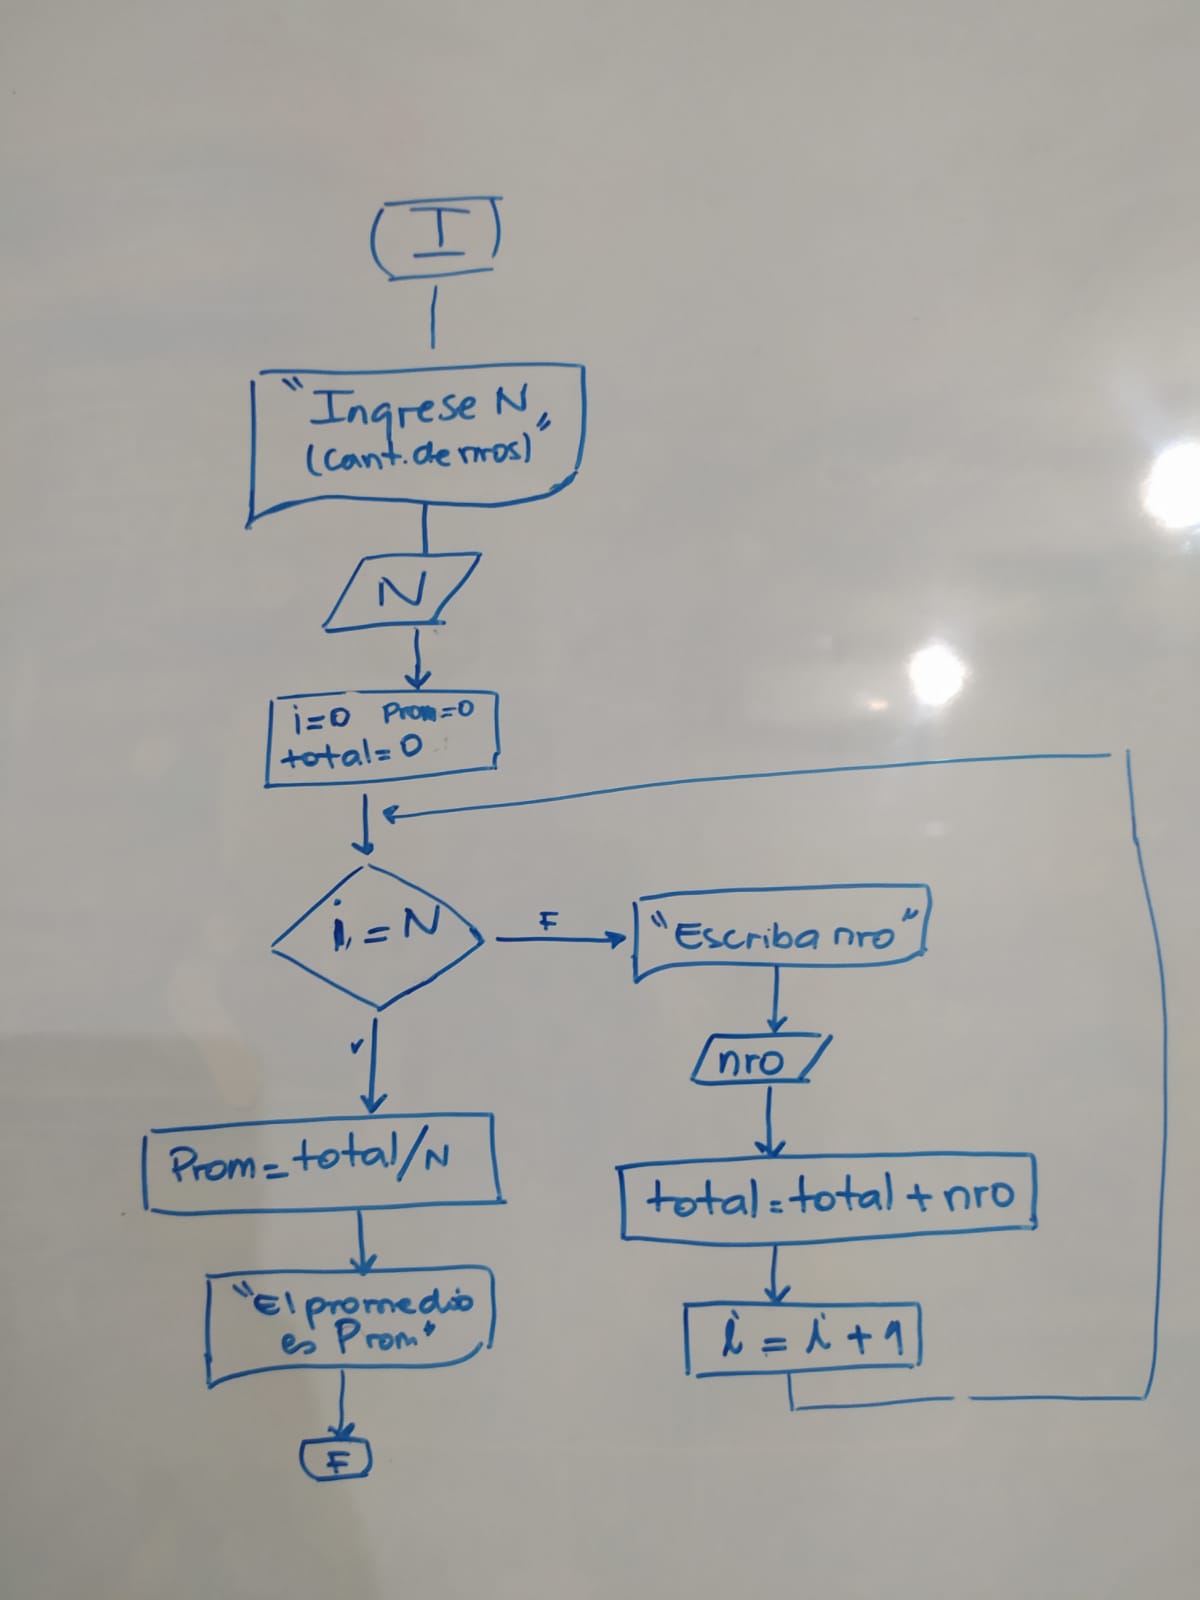 I
"Ingrese N
(cant. de nros)"
N
i=0 Prom=0
total=0
i=N
F
"Escriba nro"
nro
total=total+nro
i=i+1
v
Prom=total/N
"El promedio
es Prom"
F